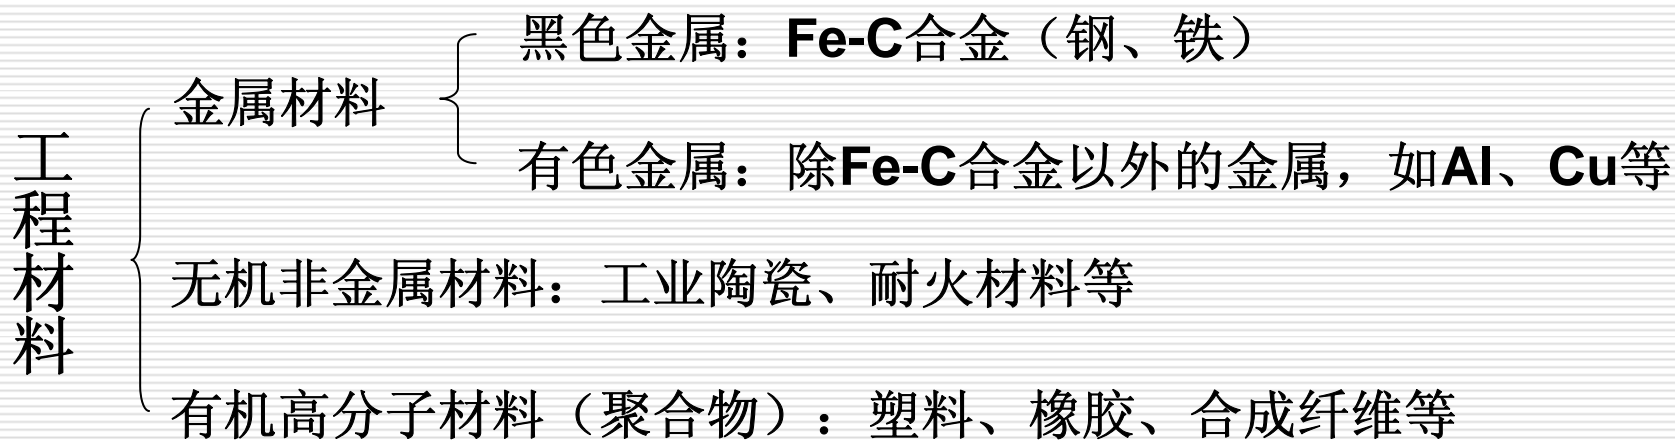 工程材料
金属材料
黑色金属：Fe-C合金（钢、铁）
有色金属：除Fe-C合金以外的金属，如Al、Cu等
无机非金属材料：工业陶瓷、耐火材料等
有机高分子材料（聚合物）：塑料、橡胶、合成纤维等